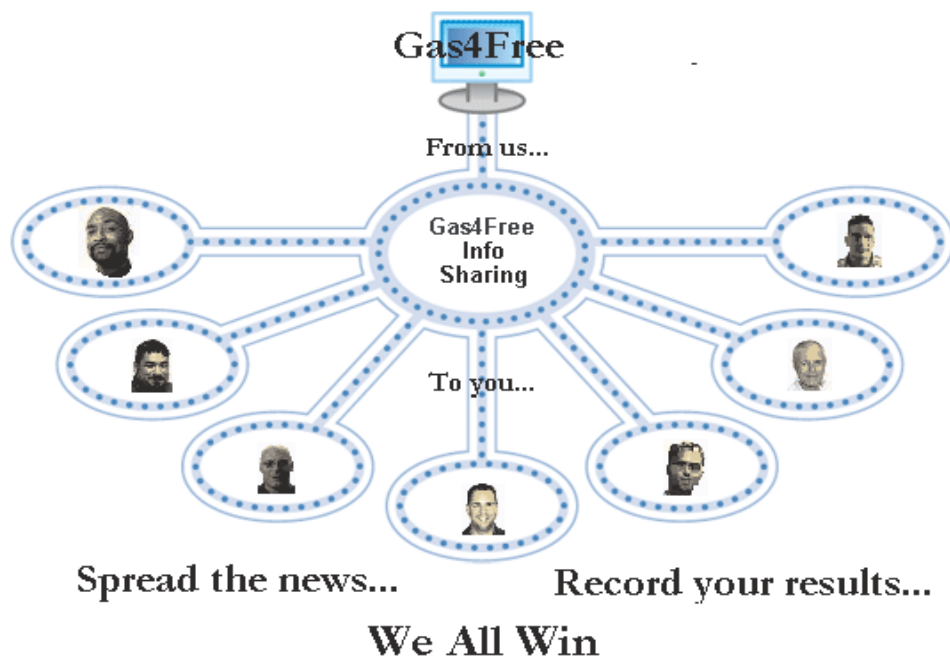 Gas4Free
From us...
Gas4Free
Info
Sharing
To you...
Spread the news...
Record your results...
We All Win